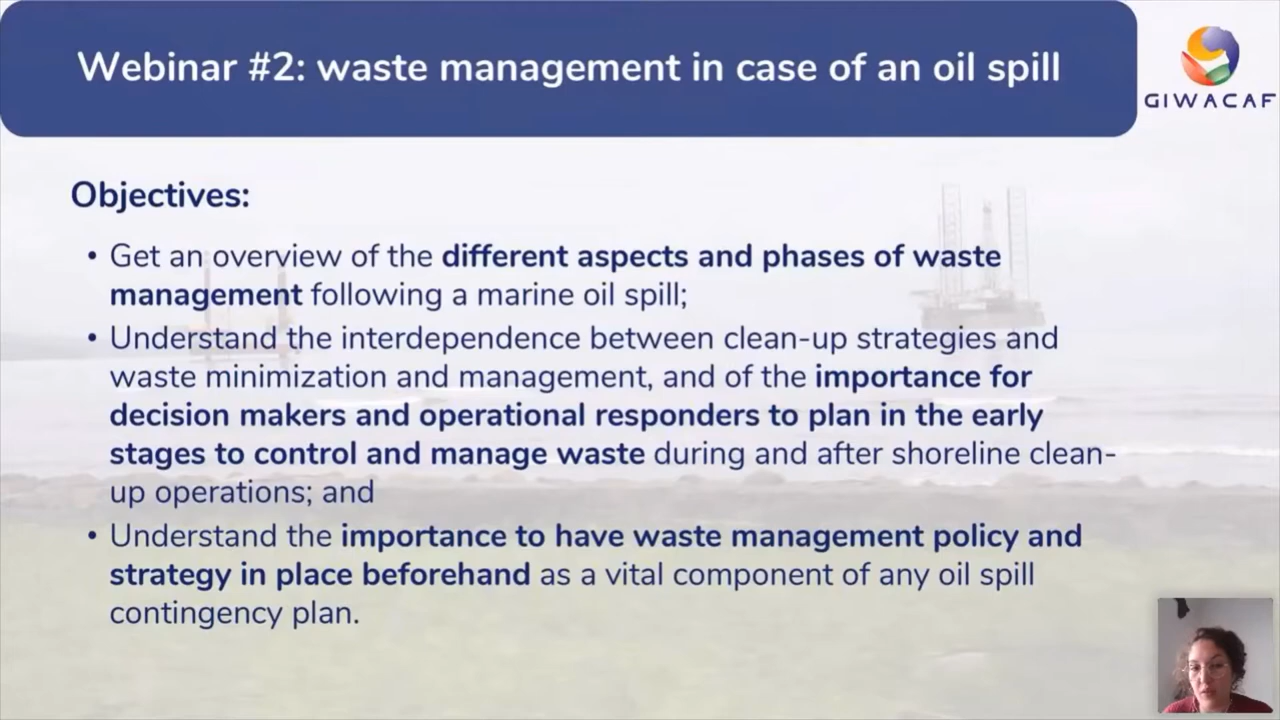 Webinar #2: waste management in case of an oil spill
GIWACAF
Objectives:
• Get an overview of the different aspects and phases of waste
management following a marine oil spill;
• Understand the interdependence between clean-up strategies and
waste minimization and management, and of the importance for
decision makers and operational responders to plan in the early
stages to control and manage waste during and after shoreline clean-
up operations; and
• Understand the importance to have waste management policy and
strategy in place beforehand as a vital component of any oil spill
contingency plan.